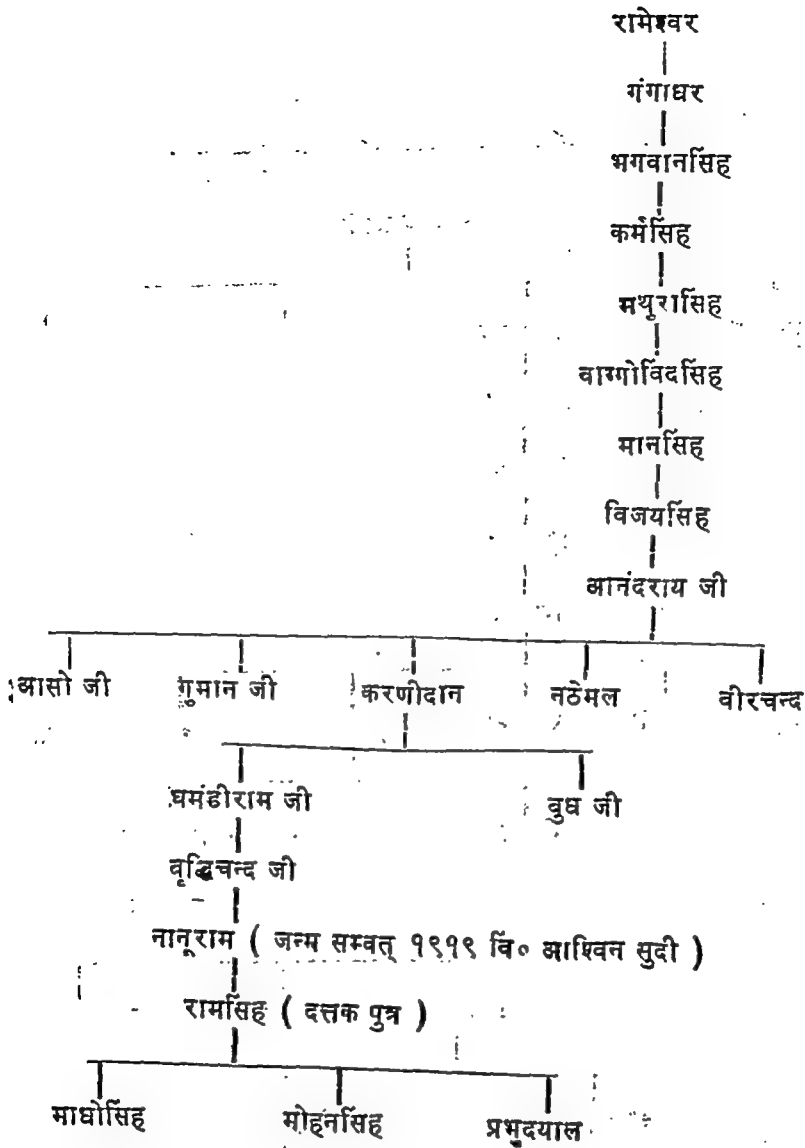 रामेश्वर
गंगाधर
भगवानसिंह
कर्मसिंह
मथुरासिंह
वाग्गोविंदसिंह
मानसिंह
विजयसिंह
आनंदराय जी
आसो जी गुमान जी करणीदान नठेमल वीरचन्द
घमंडीराम जी वुध जी
वृद्धिचन्द जी
नानूराम ( जन्म सम्वत् १९१९ वि० आश्विन सुदी )
रामसिंह ( दत्तक पुत्र )
माधोसिंह मोहनसिंह प्रभुदयाल